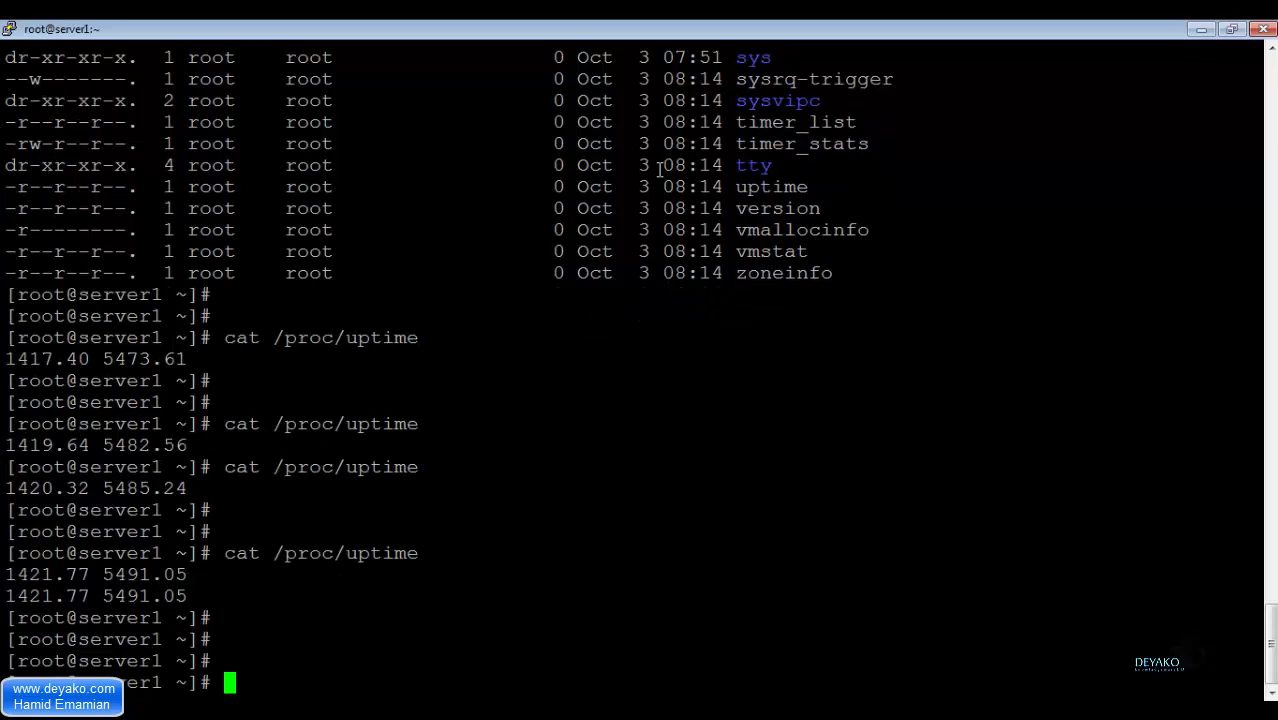 root@server1:~
dr-xr-xr-x. 1 root root 0 Oct 3 07:51 sys
--w-------. 1 root root 0 Oct 3 08:14 sysrq-trigger
dr-xr-xr-x. 2 root root 0 Oct 3 08:14 sysvipc
-r--r--r--. 1 root root 0 Oct 3 08:14 timer_list
-rw-r--r--. 1 root root 0 Oct 3 08:14 timer_stats
dr-xr-xr-x. 4 root root 0 Oct 3 08:14 tty
-r--r--r--. 1 root root 0 Oct 3 08:14 uptime
-r--r--r--. 1 root root 0 Oct 3 08:14 version
-r--------. 1 root root 0 Oct 3 08:14 vmallocinfo
-r--r--r--. 1 root root 0 Oct 3 08:14 vmstat
-r--r--r--. 1 root root 0 Oct 3 08:14 zoneinfo
[root@server1 ~]#
[root@server1 ~]#
[root@server1 ~]# cat /proc/uptime
1417.40 5473.61
[root@server1 ~]#
[root@server1 ~]#
[root@server1 ~]# cat /proc/uptime
1419.64 5482.56
[root@server1 ~]# cat /proc/uptime
1420.32 5485.24
[root@server1 ~]#
[root@server1 ~]#
[root@server1 ~]# cat /proc/uptime
1421.77 5491.05
1421.77 5491.05
[root@server1 ~]#
[root@server1 ~]#
[root@server1 ~]#
erver1 ~]#
DEYAKO
www.deyako.com
Hamid Emamian